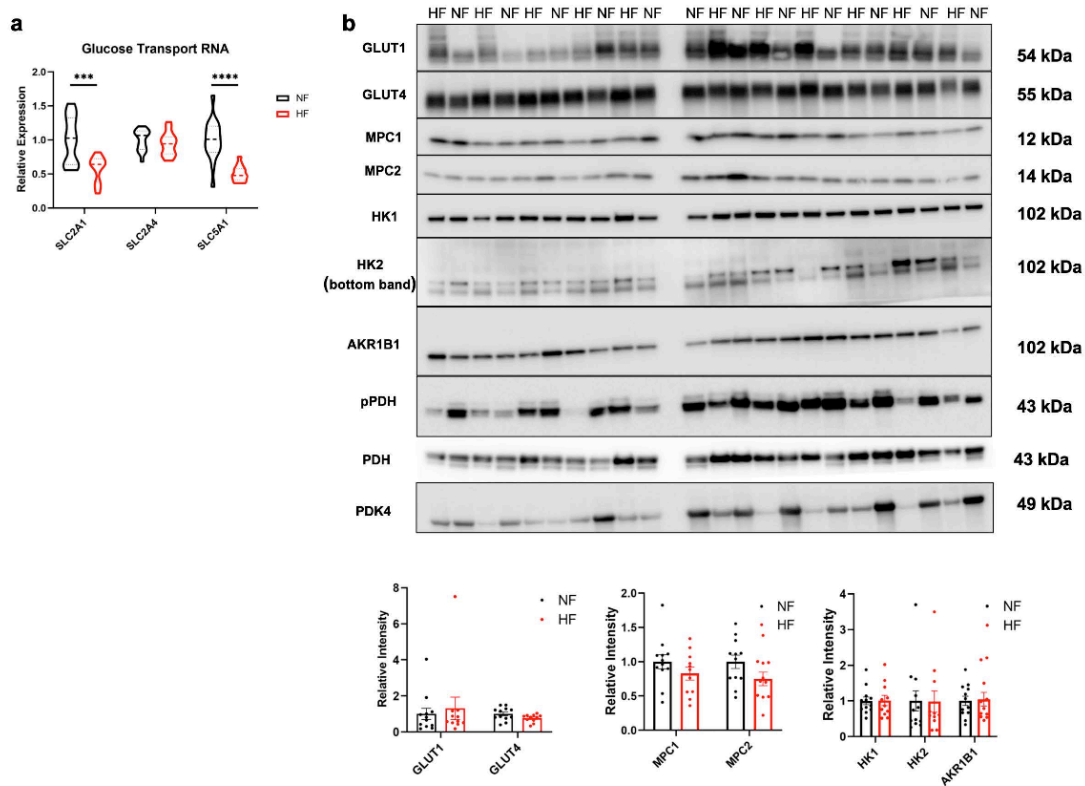 a
Glucose Transport RNA
Relative Expression
2.0
1.5
1.0
0.5
0.0
***
****
NF
HF
SLC2A1
SLC2A4
SLC5A1
b
HF NF HF NF HF NF HF NF HF NF
NF HF NF HF NF HF NF HF NF HF NF HF NF
GLUT1
54 kDa
GLUT4
55 kDa
MPC1
12 kDa
MPC2
14 kDa
HK1
102 kDa
HK2
(bottom band)
102 kDa
AKR1B1
102 kDa
pPDH
43 kDa
PDH
43 kDa
PDK4
49 kDa
Relative Intensity
8
6
4
2
0
NF
HF
GLUT1
GLUT4
Relative Intensity
2.0
1.5
1.0
0.5
0.0
NF
HF
MPC1
MPC2
Relative Intensity
4
3
2
1
0
NF
HF
HK1
HK2
AKR1B1